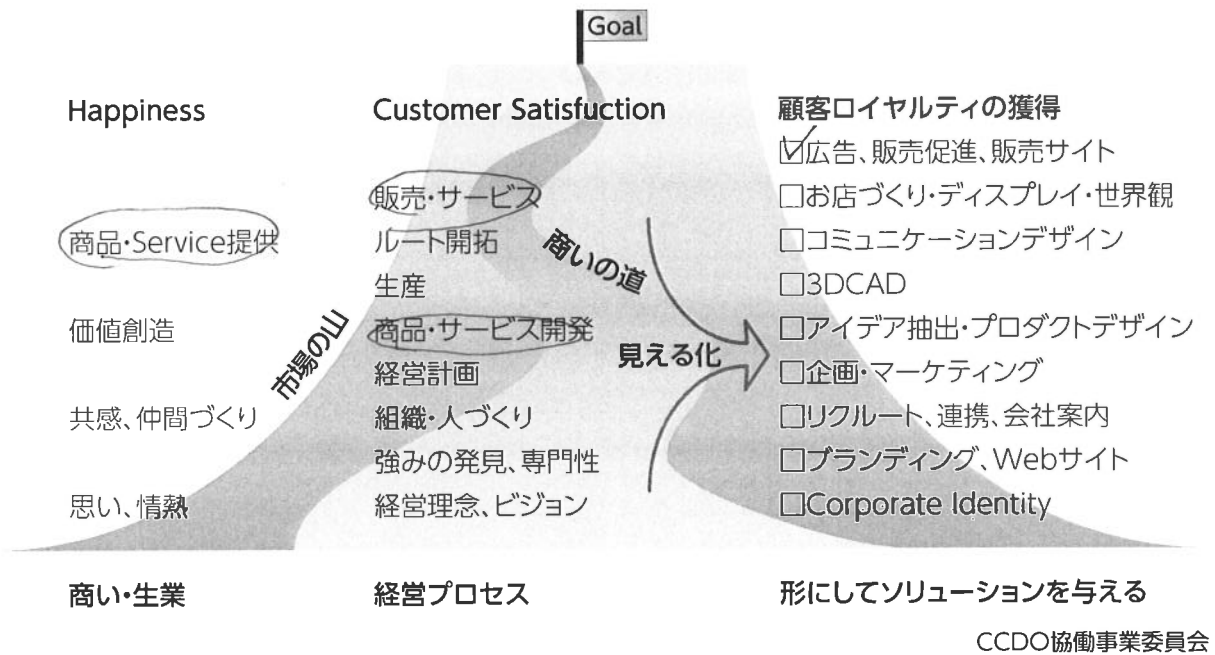 Goal
Happiness
商品・Service提供
価値創造
共感、仲間づくり
思い、情熱
商い・生業
市場の山
Customer Satisfuction
販売・サービス
ルート開拓
生産
商品・サービス開発
経営計画
組織・人づくり
強みの発見、専門性
経営理念、ビジョン
経営プロセス
商いの道
見える化
顧客ロイヤルティの獲得
☑広告、販売促進、販売サイト
□お店づくり・ディスプレイ・世界観
□コミュニケーションデザイン
□3DCAD
□アイデア抽出・プロダクトデザイン
□企画・マーケティング
□リクルート、連携、会社案内
□ブランディング、Webサイト
□Corporate Identity
形にしてソリューションを与える
CCDO協働事業委員会